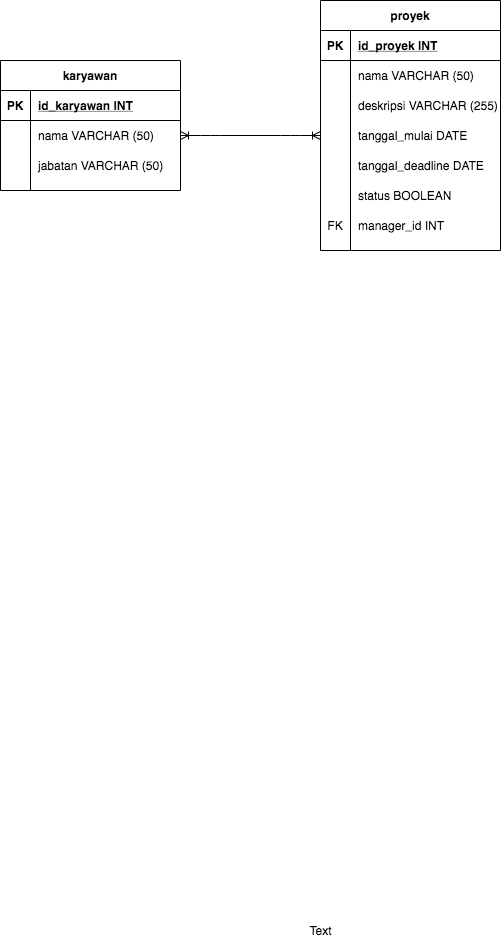 karyawan
PK id_karyawan INT
nama VARCHAR (50)
jabatan VARCHAR (50)
proyek
PK id_proyek INT
nama VARCHAR (50)
deskripsi VARCHAR (255)
tanggal_mulai DATE
tanggal_deadline DATE
status BOOLEAN
FK manager_id INT
Text